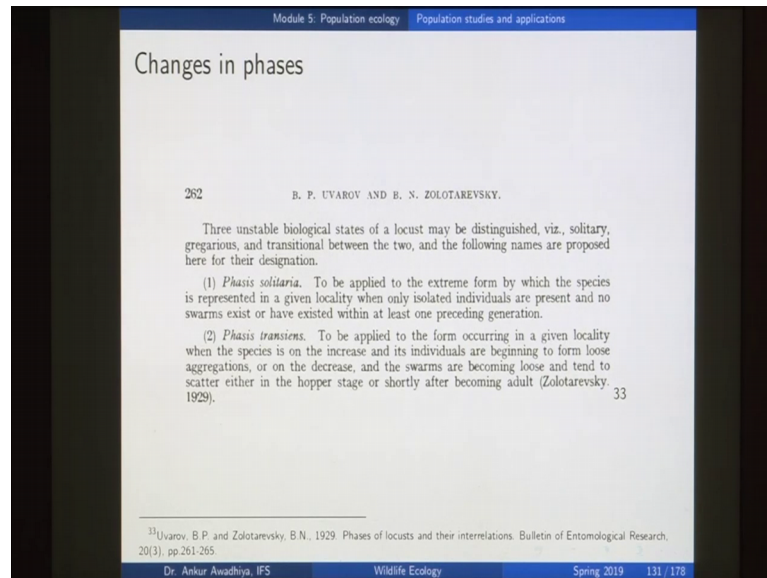 Module 5: Population ecology Population studies and applications
Changes in phases
262 B. P. UVAROV AND B. N. ZOLOTAREVSKY.
Three unstable biological states of a locust may be distinguished, viz., solitary,
gregarious, and transitional between the two, and the following names are proposed
here for their designation.
(1) Phasis solitaria. To be applied to the extreme form by which the species
is represented in a given locality when only isolated individuals are present and no
swarms exist or have existed within at least one preceding generation.
(2) Phasis transiens. To be applied to the form occurring in a given locality
when the species is on the increase and its individuals are beginning to form loose
aggregations, or on the decrease, and the swarms are becoming loose and tend to
scatter either in the hopper stage or shortly after becoming adult (Zolotarevsky.
1929). 33
33Uvarov, B.P. and Zolotarevsky, B.N., 1929. Phases of locusts and their interrelations. Bulletin of Entomological Research,
20(3), pp.261-265.
Dr. Ankur Awadhiya, IFS Wildlife Ecology Spring 2019 131 / 178